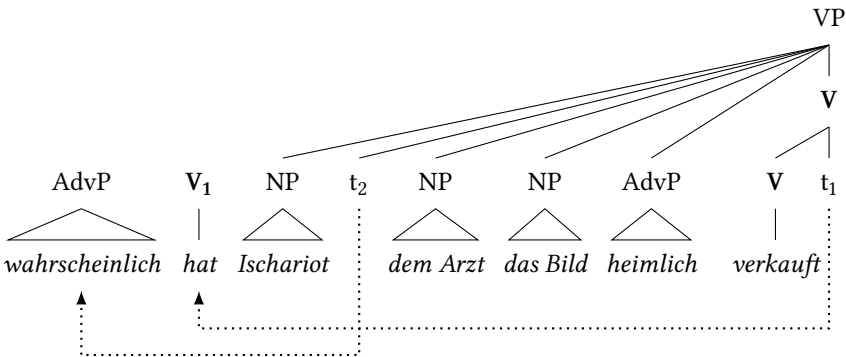 VP
V
AdvP V₁ NP t₂ NP NP AdvP V t₁
wahrscheinlich hat Ischariot dem Arzt das Bild heimlich verkauft